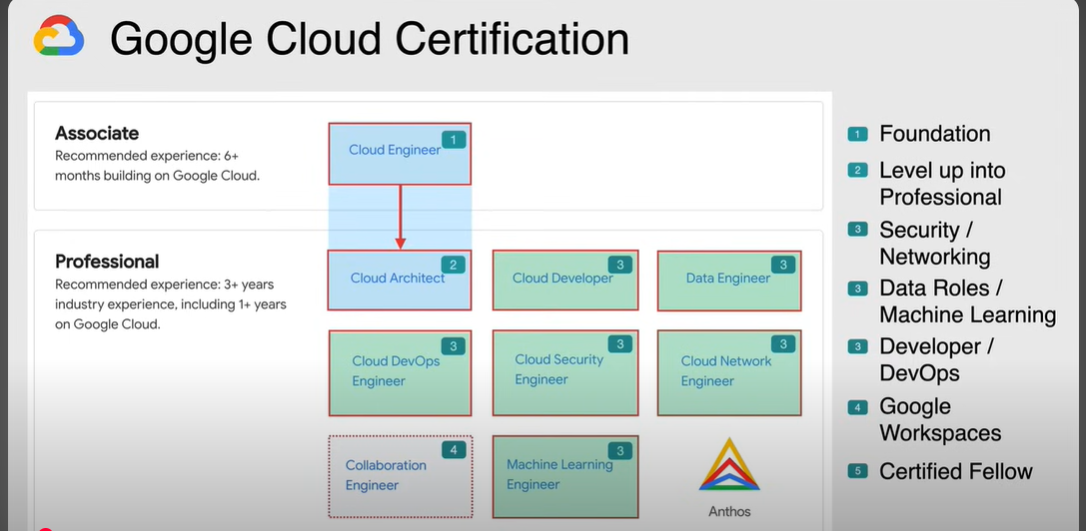 Google Cloud Certification
Associate
Recommended experience: 6+
months building on Google Cloud.
Cloud Engineer
1
Professional
Recommended experience: 3+ years
industry experience, including 1+ years
on Google Cloud.
Cloud Architect
2
Cloud Developer
3
Data Engineer
3
Cloud DevOps
Engineer
3
Cloud Security
Engineer
3
Cloud Network
Engineer
3
Collaboration
Engineer
4
Machine Learning
Engineer
3
Anthos
1 Foundation
2 Level up into
Professional
3 Security /
Networking
3 Data Roles /
Machine Learning
3 Developer /
DevOps
4 Google
Workspaces
5 Certified Fellow